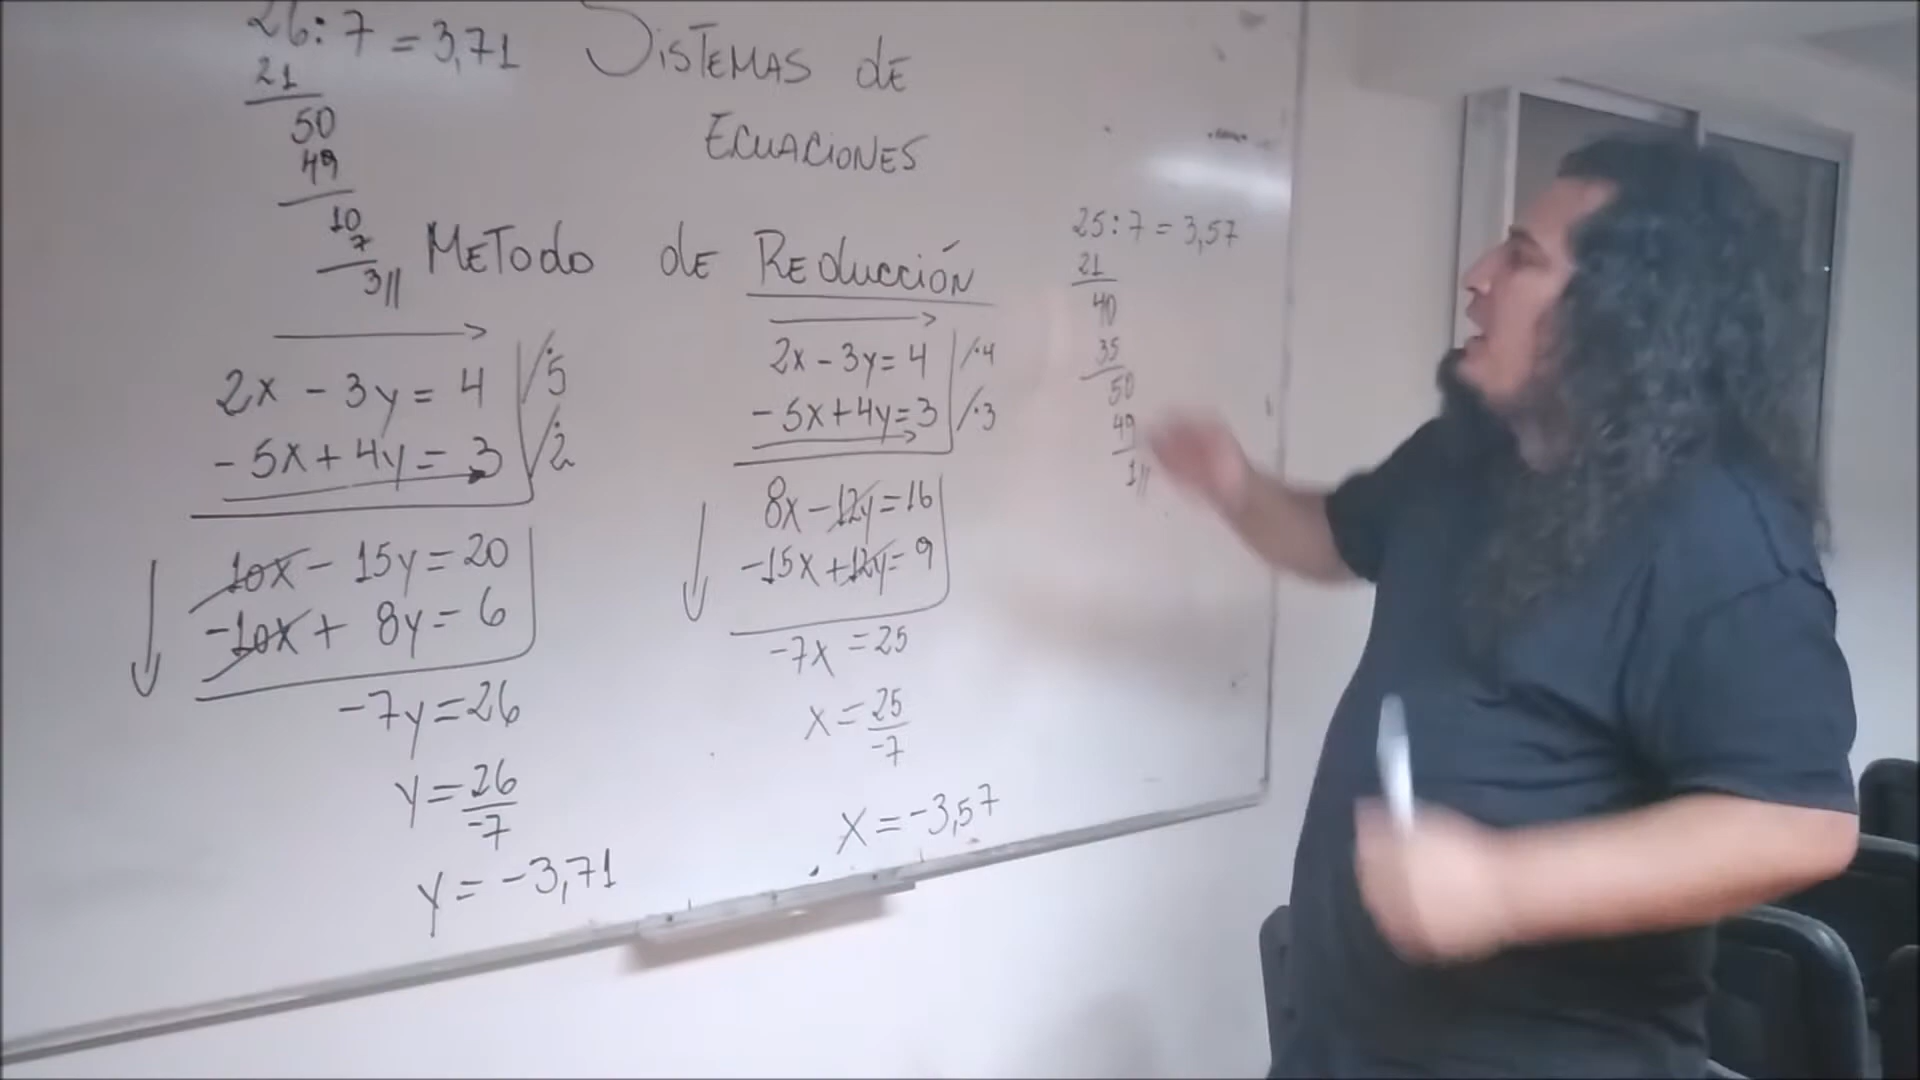 26:7=3,71
21
50
49
10
7
3//
SISTEMAS dE
ECUACIONES
METOdO dE REducCIÓN
2x - 3y = 4 /·5
- 5x + 4y = 3 /·2
10x - 15y = 20
-10x + 8y = 6
-7y = 26
y = 26
-7
y = -3,71
2x - 3y = 4 /·4
- 5x + 4y = 3 /·3
8x - 12y = 16
-15x + 12y = 9
-7x = 25
x = 25
-7
x = -3,57
25:7 = 3,57
21
40
35
50
49
1//